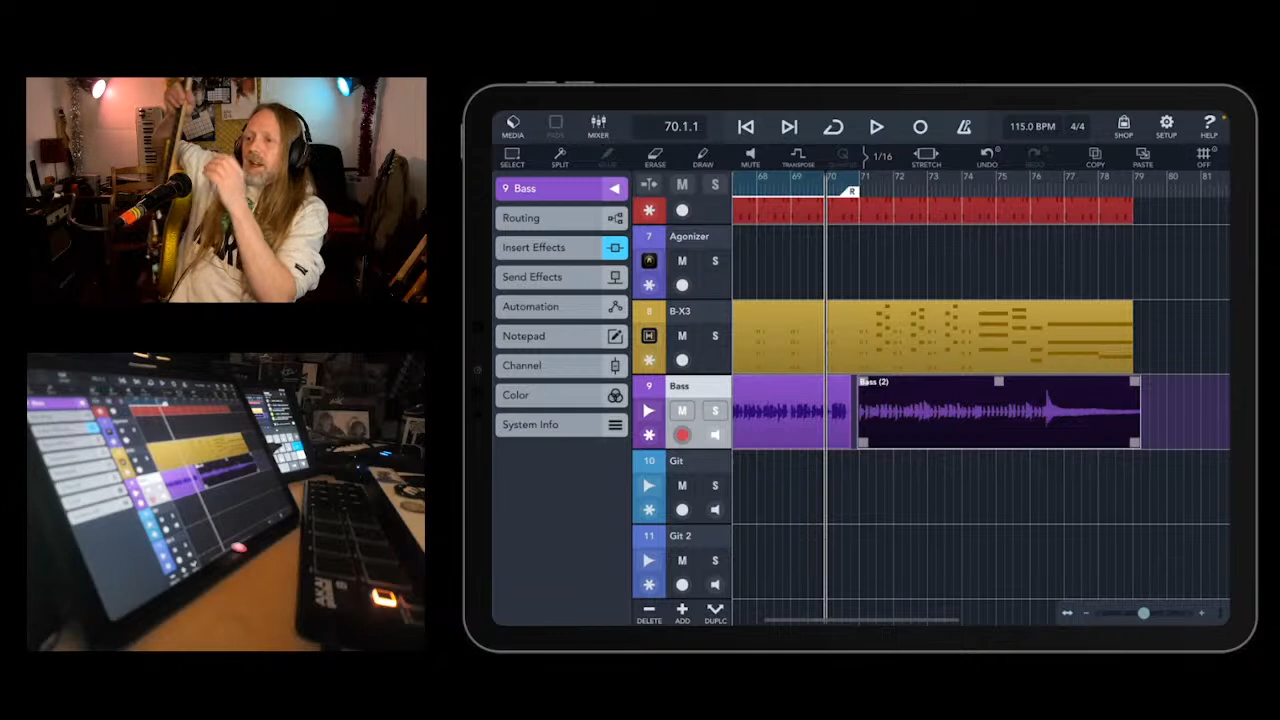 MEDIA PADS MIXER 70.1.1 115.0 BPM 4/4 SHOP SETUP HELP
SELECT SPLIT GLUE ERASE DRAW MUTE TRANSPOSE 1/16 STRETCH UNDO REDO COPY PASTE OFF
9 Bass
Routing
Insert Effects
Send Effects
Automation
Notepad
Channel
Color
System Info
M S 68 69 70 71 72 73 74 75 76 77 78 79 80 81
R
7 Agonizer
M S
8 B-X3
M S
9 Bass Bass (2)
M S
10 Git
M S
11 Git 2
M S
DELETE ADD DUPLC